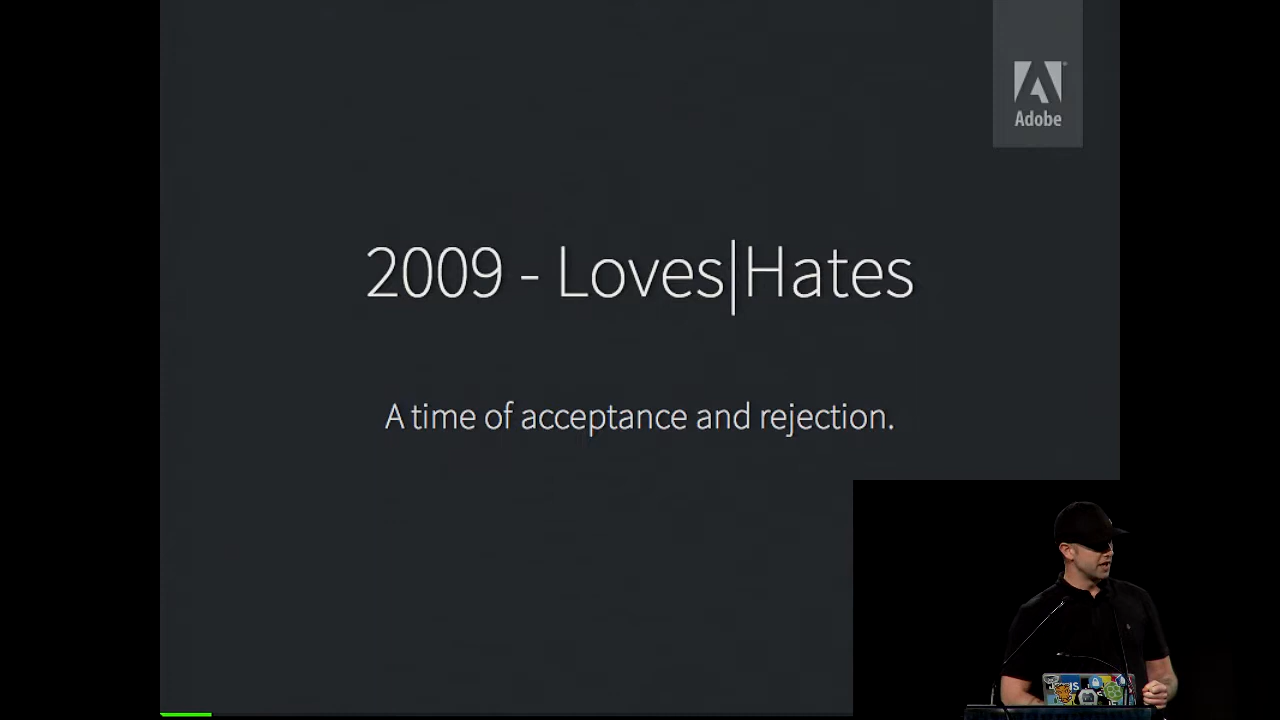 Adobe
2009 - Loves|Hates
A time of acceptance and rejection.